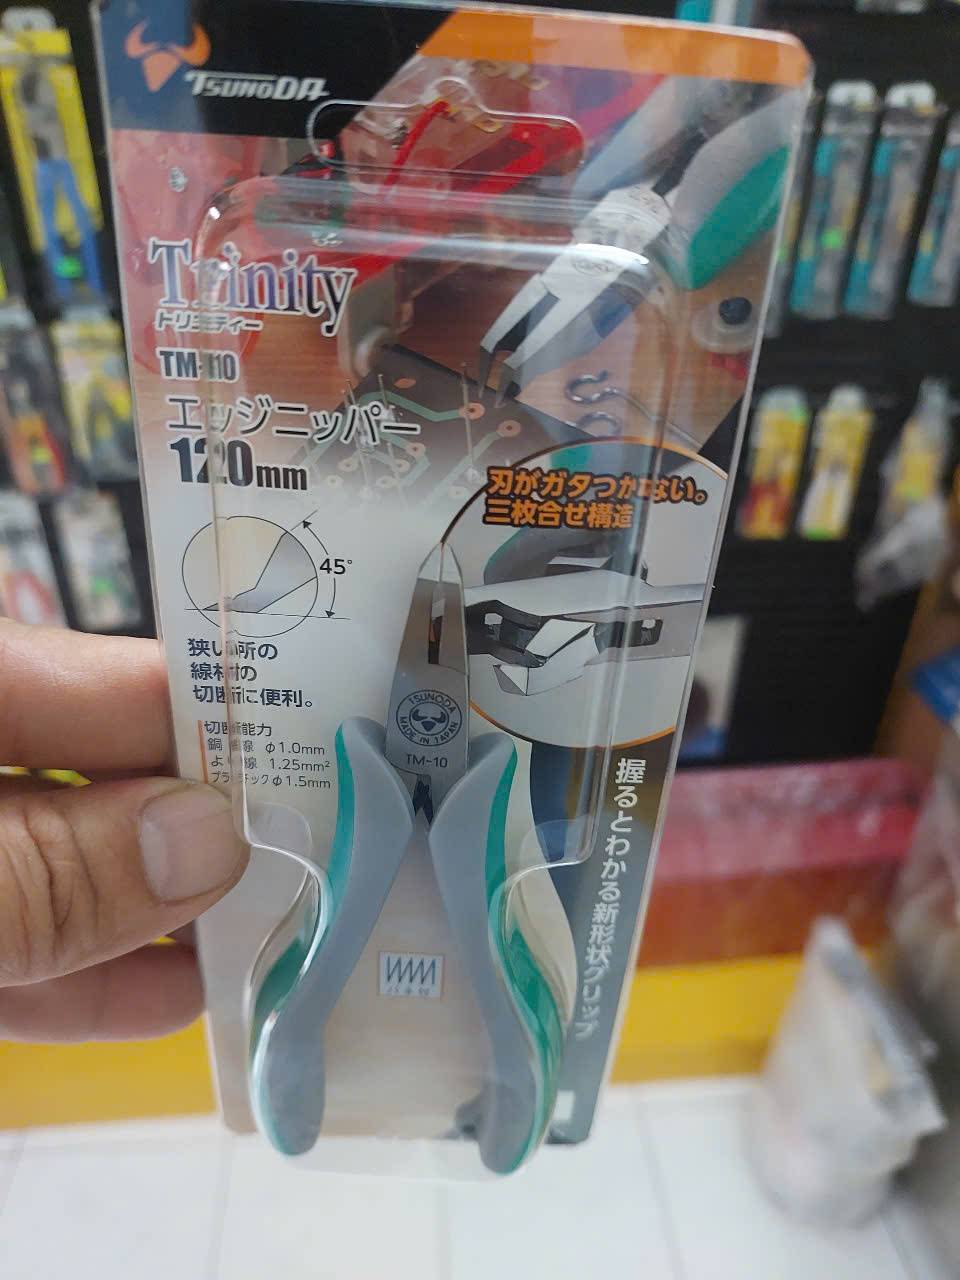 TSUNODA
Trinity
トリニティー
TM-10
エッジニッパー
120mm
刃がガタつかない。
三枚合せ構造
45°
狭い所の
線材の
切断に便利。
切断能力
銅 線 φ1.0mm
より線 1.25mm²
プラスチックφ1.5mm
TSUNODA
MADE IN JAPAN
TM-10
握るとわかる新形状グリップ